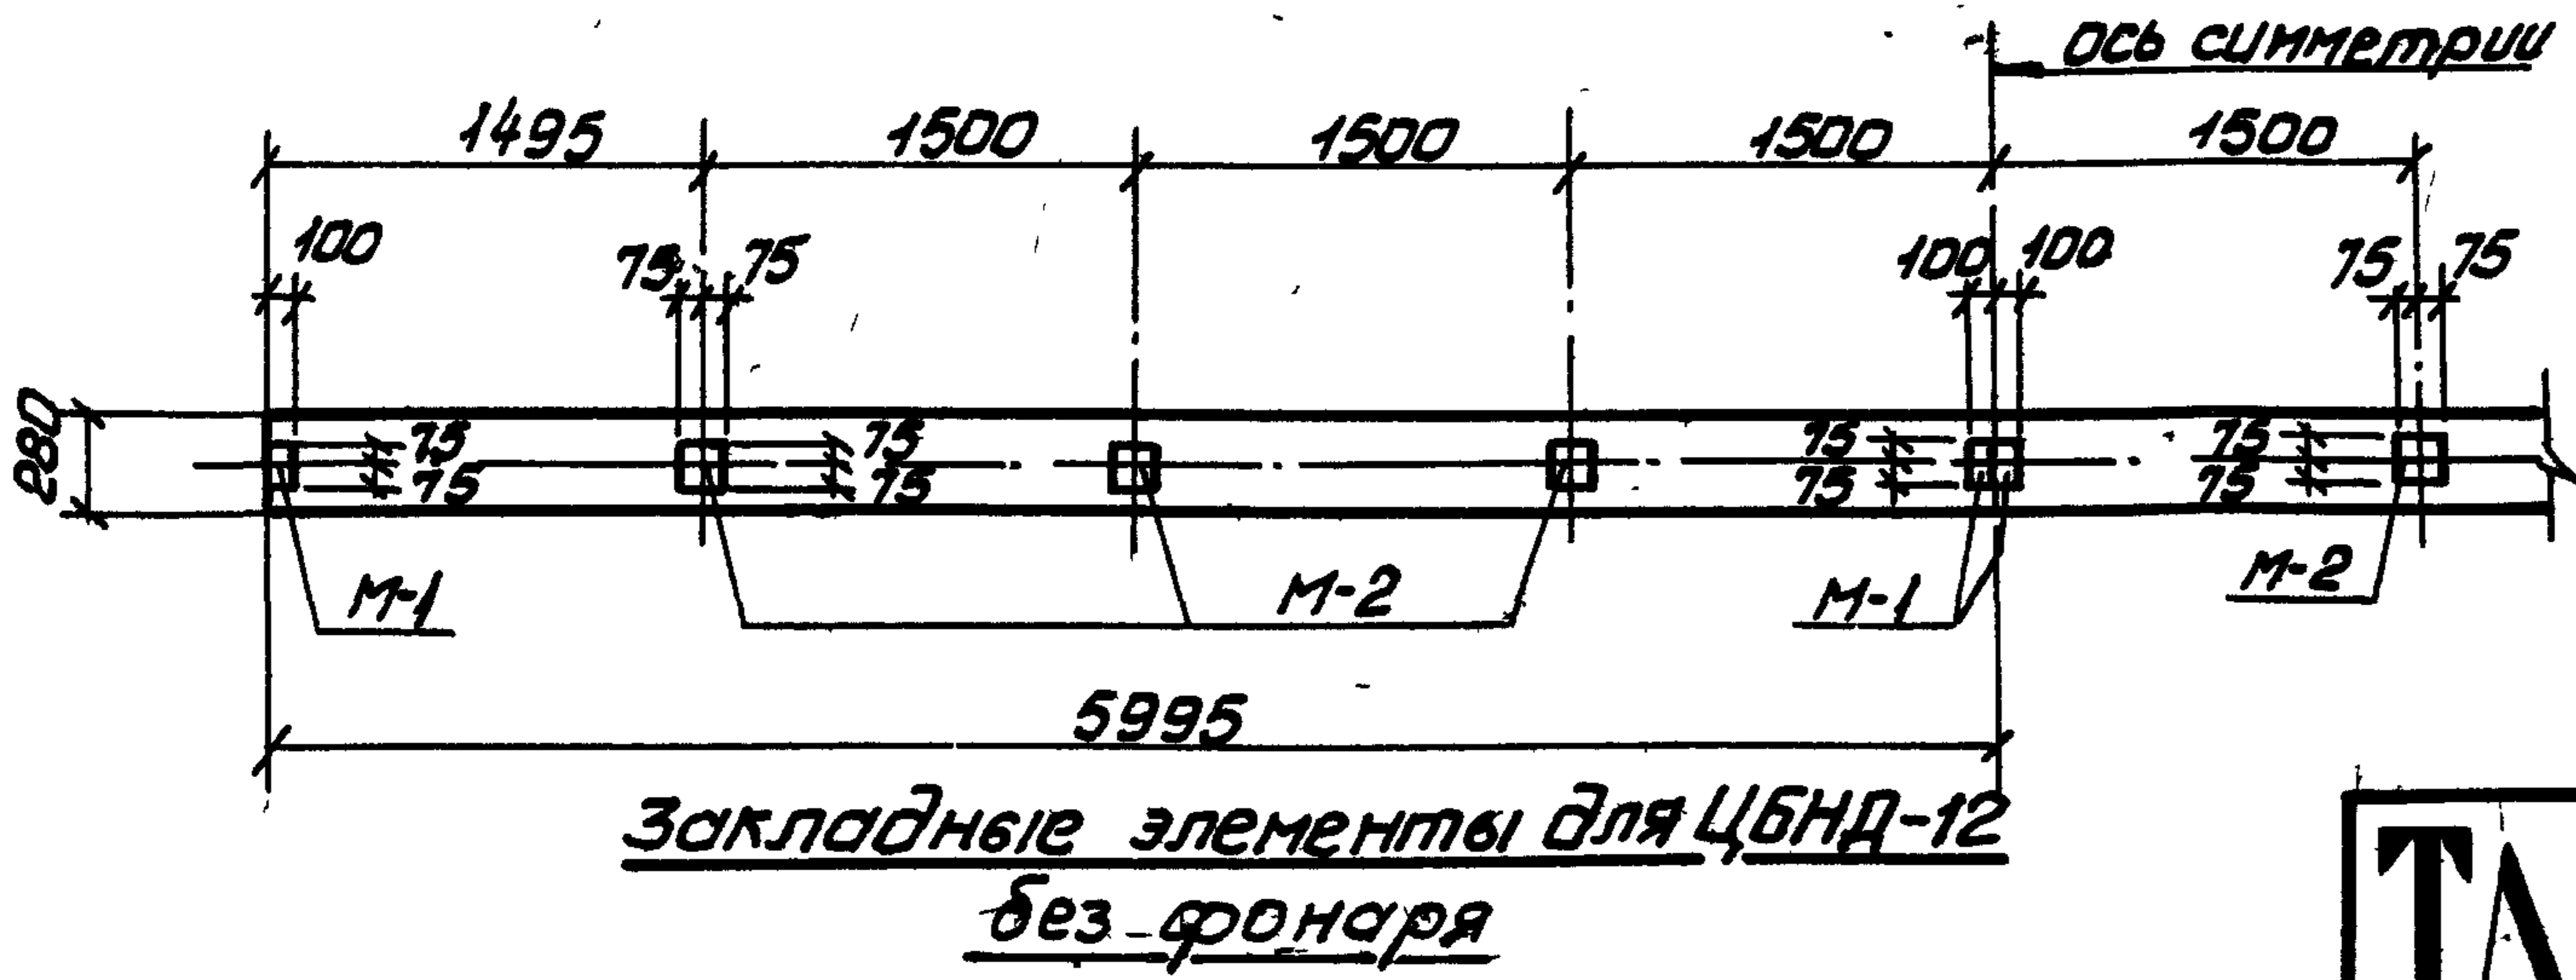 ось симметрии
1495 1500 1500 1500 1500
100 75 75 100 100 75 75
280
75 75 75 75
75 75 75 75
М-1 М-2 М-1 М-2
5995
Закладные элементы для ЦБНД-12
без фонаря